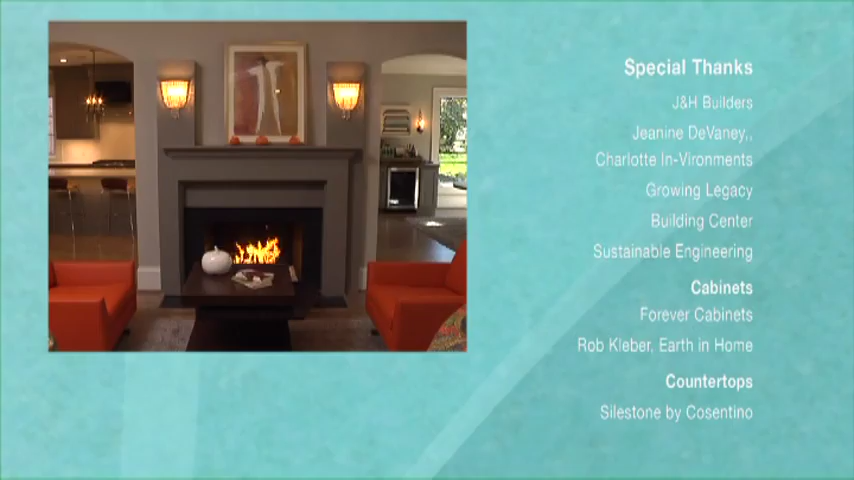 Special Thanks
J&H Builders
Jeanine DeVaney,,
Charlotte In-Vironments
Growing Legacy
Building Center
Sustainable Engineering
Cabinets
Forever Cabinets
Rob Kleber, Earth in Home
Countertops
Silestone by Cosentino